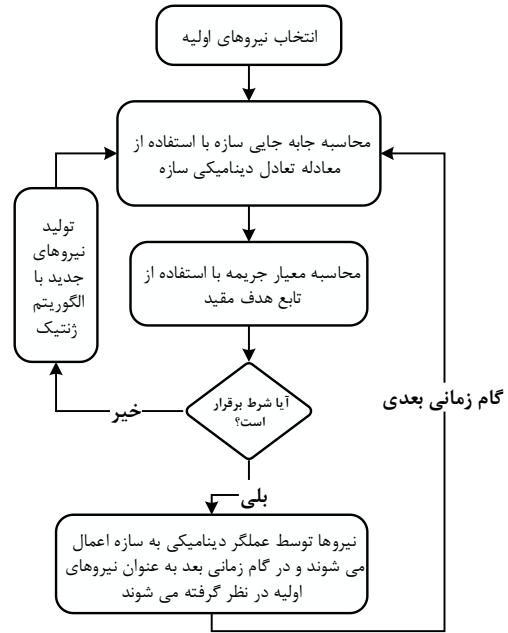 انتخاب نیروهای اولیه
محاسبه جابه جایی سازه با استفاده از
معادله تعادل دینامیکی سازه
تولید
نیروهای
جدید با
الگوریتم
ژنتیک
محاسبه معیار جریمه با استفاده از
تابع هدف مقید
آیا شرط برقرار
است؟
خیر
گام زمانی بعدی
بلی
نیروها توسط عملگر دینامیکی به سازه اعمال
می شوند و در گام زمانی بعد به عنوان نیروهای
اولیه در نظر گرفته می شوند